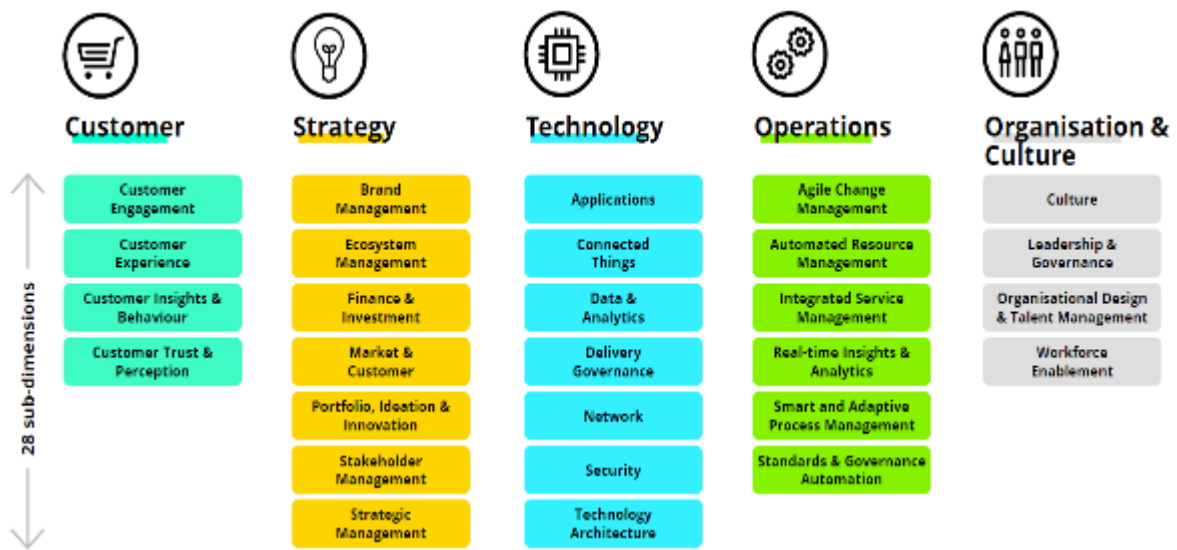 Customer
Strategy
Technology
Operations
Organisation &
Culture
28 sub-dimensions
Customer
Engagement
Customer
Experience
Customer Insights &
Behaviour
Customer Trust &
Perception
Brand
Management
Ecosystem
Management
Finance &
Investment
Market &
Customer
Portfolio, Ideation &
Innovation
Stakeholder
Management
Strategic
Management
Applications
Connected
Things
Data &
Analytics
Delivery
Governance
Network
Security
Technology
Architecture
Agile Change
Management
Automated Resource
Management
Integrated Service
Management
Real-time Insights &
Analytics
Smart and Adaptive
Process Management
Standards & Governance
Automation
Culture
Leadership &
Governance
Organisational Design
& Talent Management
Workforce
Enablement